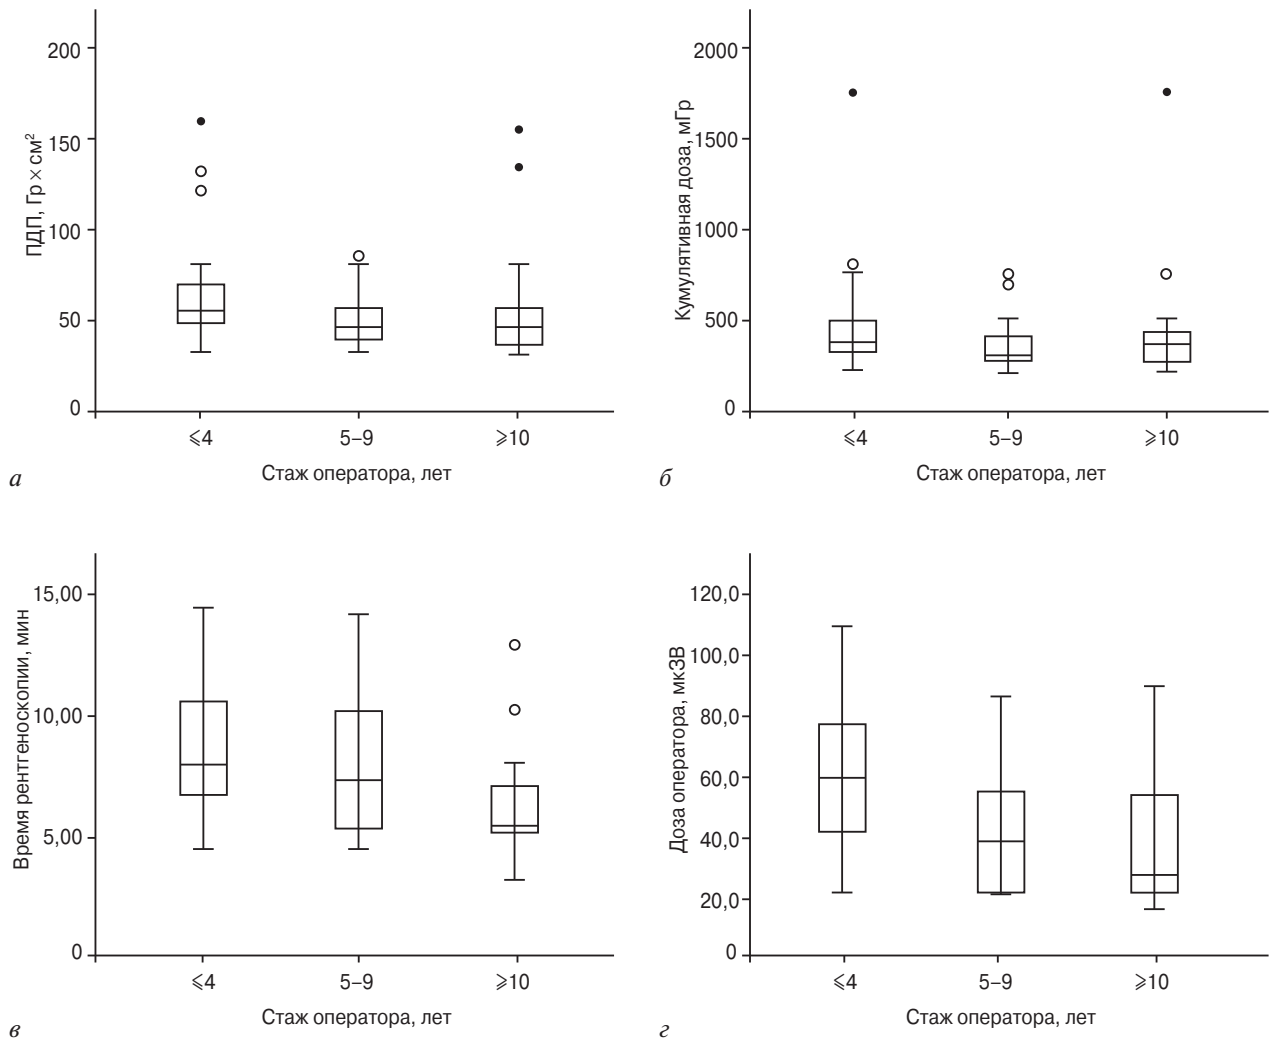 200
150
100
50
0
ПДП, Гр × см²
⩽4 5–9 ⩾10
Стаж оператора, лет
а
2000
1500
1000
500
0
Кумулятивная доза, мГр
⩽4 5–9 ⩾10
Стаж оператора, лет
б
15,00
10,00
5,00
0
Время рентгеноскопии, мин
⩽4 5–9 ⩾10
Стаж оператора, лет
в
120,0
100,0
80,0
60,0
40,0
20,0
0
Доза оператора, мкЗВ
⩽4 5–9 ⩾10
Стаж оператора, лет
г